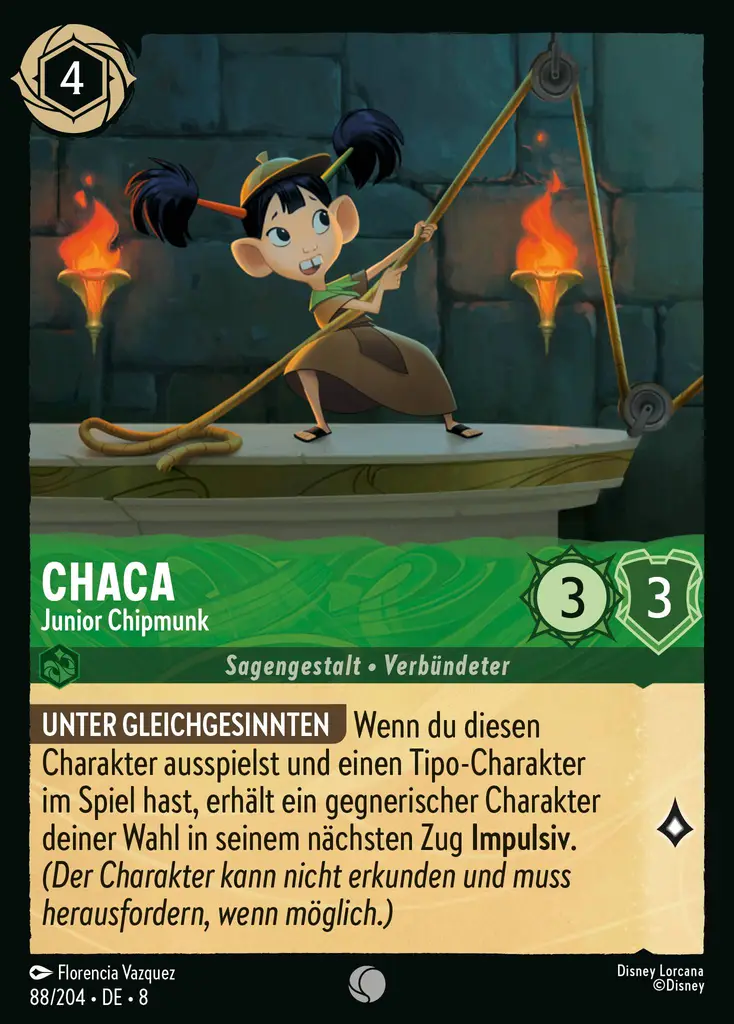 4
CHACA
Junior Chipmunk
3
3
Sagengestalt • Verbündeter
UNTER GLEICHGESINNTEN Wenn du diesen
Charakter ausspielst und einen Tipo-Charakter
im Spiel hast, erhält ein gegnerischer Charakter
deiner Wahl in seinem nächsten Zug Impulsiv.
(Der Charakter kann nicht erkunden und muss
herausfordern, wenn möglich.)
Florencia Vazquez
Disney Lorcana
88/204 • DE • 8
©Disney